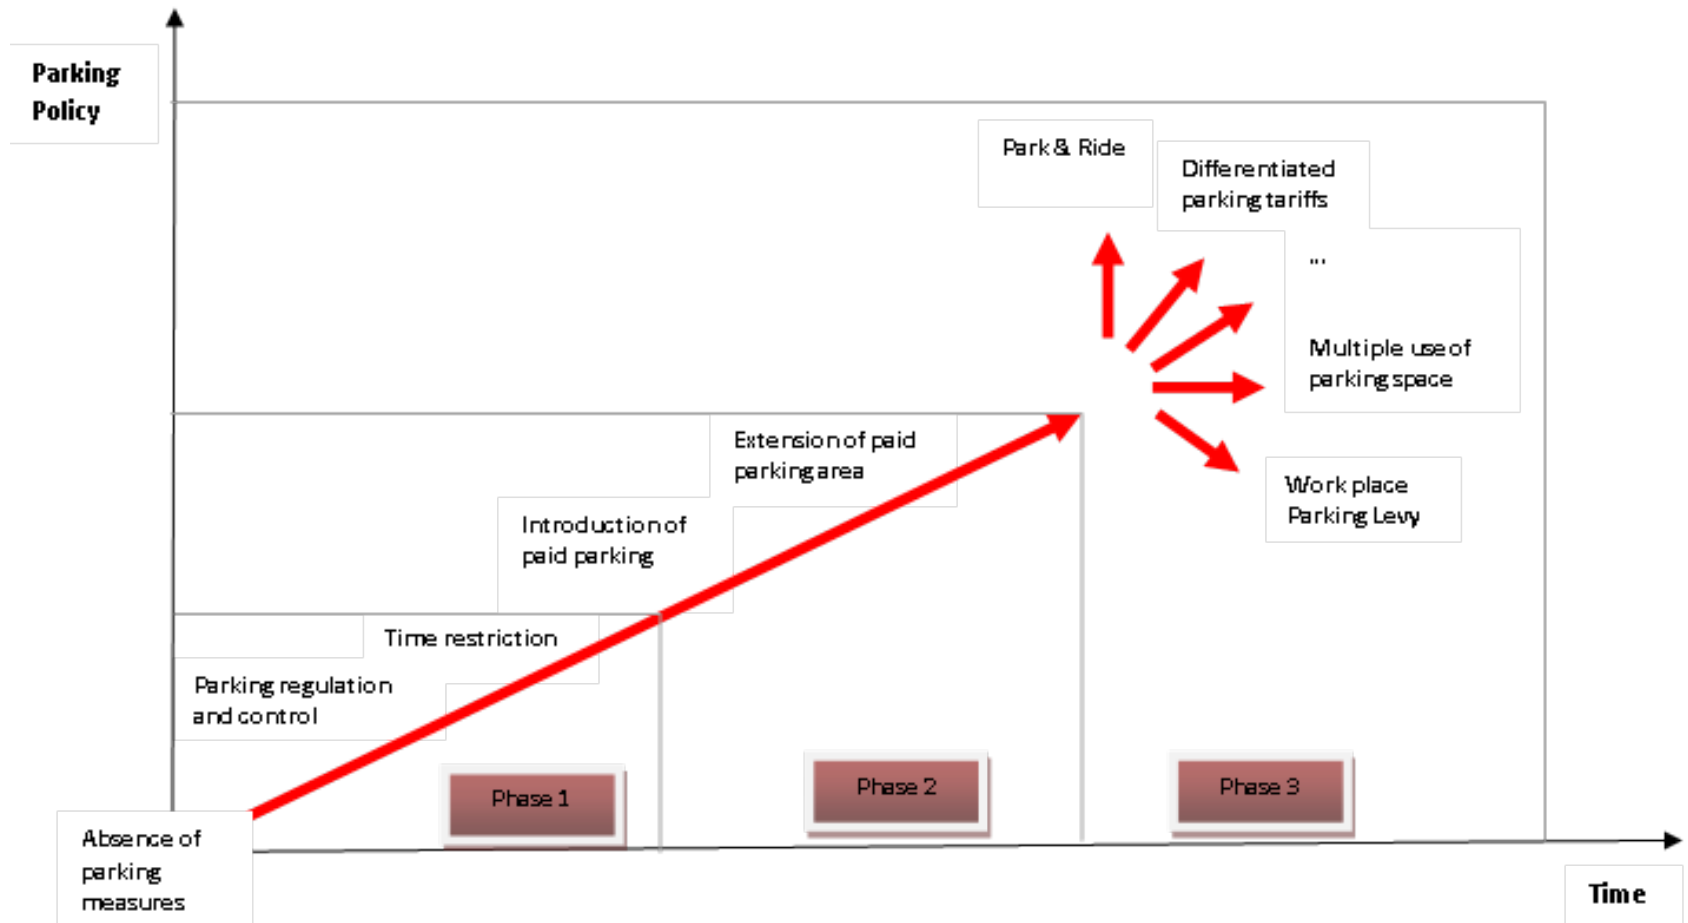 Parking
Policy
Park & Ride
Differentiated
parking tariffs
...
Multiple use of
parking space
Work place
Parking Levy
Extension of paid
parking area
Introduction of
paid parking
Time restriction
Parking regulation
and control
Absence of
parking
measures
Phase 1
Phase 2
Phase 3
Time